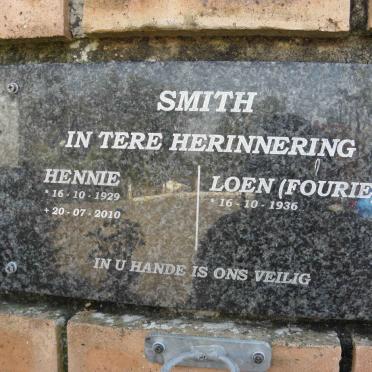 SMITH
IN TERE HERINNERING
HENNIE
* 16 - 10 - 1929
+ 20 - 07 - 2010
LOEN (FOURIE
* 16 - 10 - 1936
IN U HANDE IS ONS VEILIG